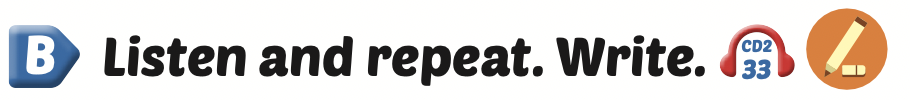 B Listen and repeat. Write. CD2 33